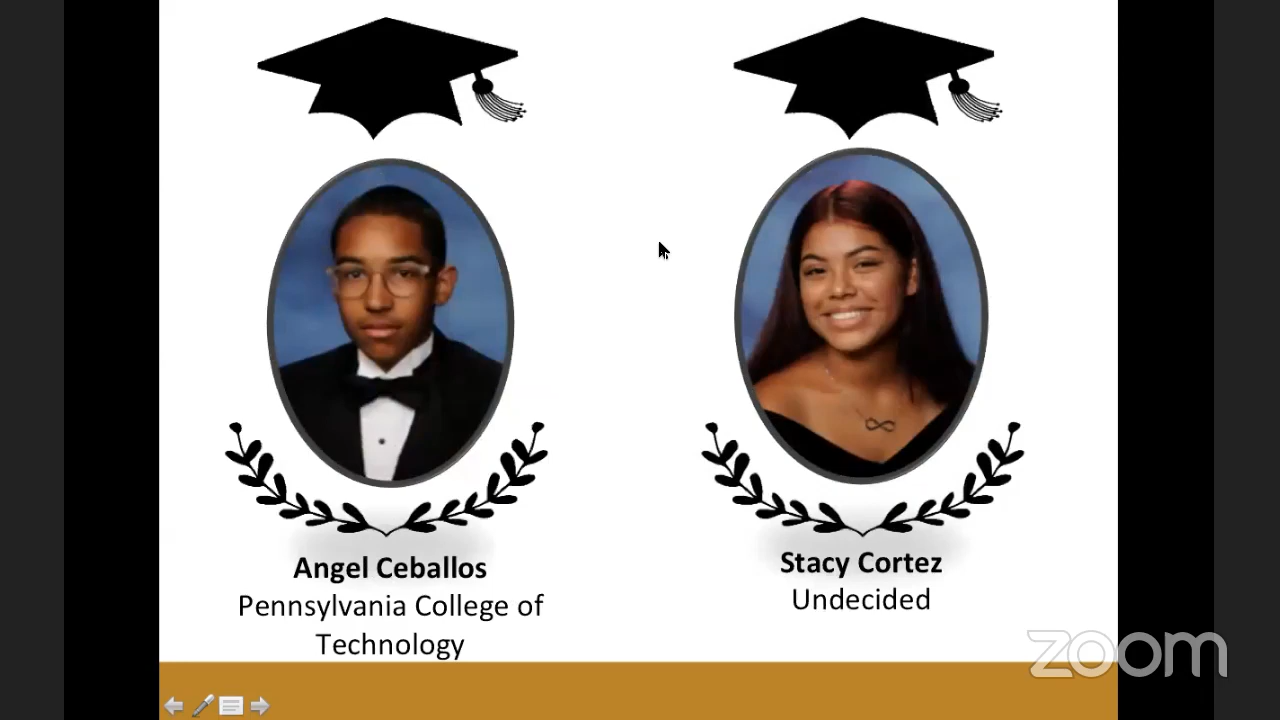 Angel Ceballos
Pennsylvania College of
Technology
Stacy Cortez
Undecided
zoom